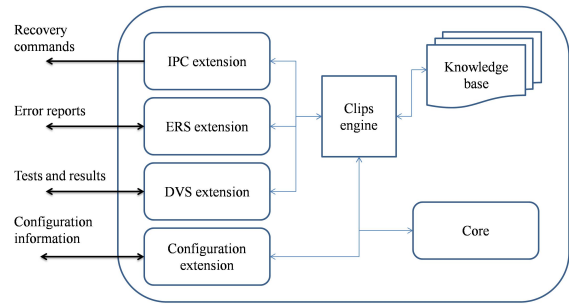 Recovery
commands
IPC extension
Error reports
ERS extension
Tests and results
DVS extension
Configuration
information
Configuration
extension
Clips
engine
Knowledge
base
Core